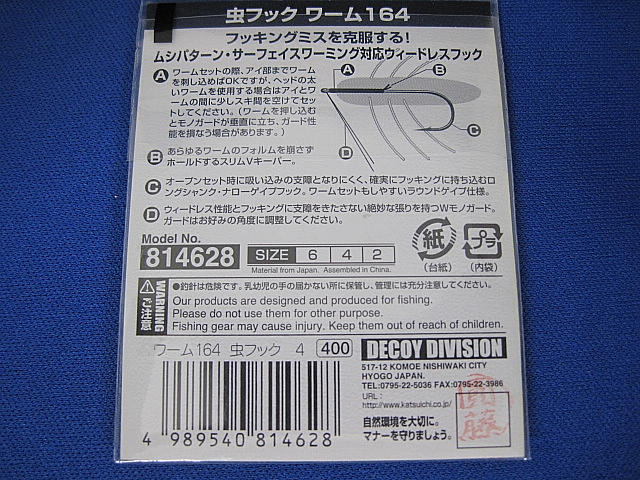 虫フック ワーム164
フッキングミスを克服する!
ムシパターン・サーフェイスワーミング対応ウィードレスフック
A ワームセットの際、アイ部までワーム
を刺し込めばOKですが、ヘッドの太
いワームを使用する場合はアイとワ
ームの間に少しスキ間を空けてセッ
トしてください。(ワームを押し込む
とモノガードが垂直に立ち、ガード性
能を損なう場合があります。)
A
B
C
D
B あらゆるワームのフォルムを崩さず
ホールドするスリムVキーパー。
C オープンセット時に吸い込みの支障となりにくく、確実にフッキングに持ち込むロ
ングシャンク・ナローゲイプフック。ワームセットもしやすいラウンドゲイプ仕様。
D ウィードレス性能とフッキングに支障をきたさない絶妙な張りを持つWモノガード。
ガードはお好みの角度に調整してください。
Model No.
814628
SIZE 6 4 2
Material from Japan. Assembled in China.
紙
(台紙)
プラ
(内袋)
WARNING
ご注意
●釣針は危険です。乳幼児の手の届かない所に保管し、管理には充分注意してください。
Our products are designed and produced for fishing.
Please do not use them for other purpose.
Fishing gear may cause injury. Keep them out of reach of children.
ワーム164 虫フック 4 400
4 989540 814628
DECOY DIVISION
517-12 KOMOE NISHIWAKI CITY
HYOGO JAPAN.
TEL:0795-22-5036 FAX:0795-22-3986
URL:
http://www.katsuichi.co.jp/
自然環境を大切に。
マナーを守りましょう。
藤